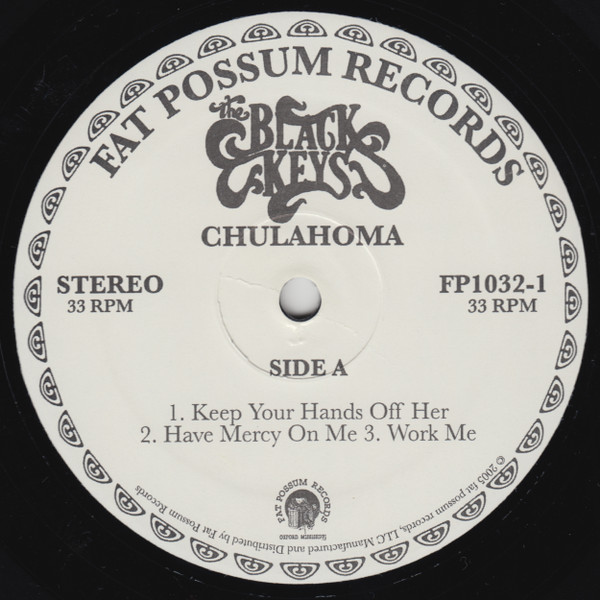 FAT POSSUM RECORDS
the
BLACK
KEYS
CHULAHOMA
STEREO
33 RPM
FP1032-1
33 RPM
SIDE A
1. Keep Your Hands Off Her
2. Have Mercy On Me 3. Work Me
FAT POSSUM RECORDS
© 2005 fat possum records, LLC Manufactured and Distributed by Fat Possum Records